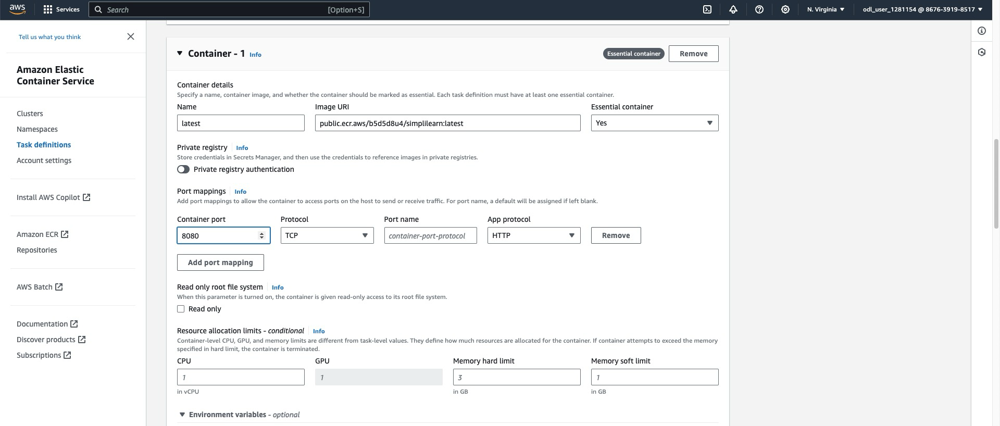 aws
Services
Search [Option+S]
N. Virginia
odl_user_1281154 @ 8676-3919-8517
Tell us what you think
Amazon Elastic
Container Service
Clusters
Namespaces
Task definitions
Account settings
Install AWS Copilot
Amazon ECR
Repositories
AWS Batch
Documentation
Discover products
Subscriptions
Container - 1 Info
Essential container Remove
Container details
Specify a name, container image, and whether the container should be marked as essential. Each task definition must have at least one essential container.
Name Image URI Essential container
latest public.ecr.aws/b5d5d8u4/simplilearn:latest Yes
Private registry Info
Store credentials in Secrets Manager, and then use the credentials to reference images in private registries.
Private registry authentication
Port mappings Info
Add port mappings to allow the container to access ports on the host to send or receive traffic. For port name, a default will be assigned if left blank.
Container port Protocol Port name App protocol
8080 TCP container-port-protocol HTTP Remove
Add port mapping
Read only root file system Info
When this parameter is turned on, the container is given read-only access to its root file system.
Read only
Resource allocation limits - conditional Info
Container-level CPU, GPU, and memory limits are different from task-level values. They define how much resources are allocated for the container. If container attempts to exceed the memory
specified in hard limit, the container is terminated.
CPU GPU Memory hard limit Memory soft limit
1 1 3 1
in vCPU in GB in GB
Environment variables - optional